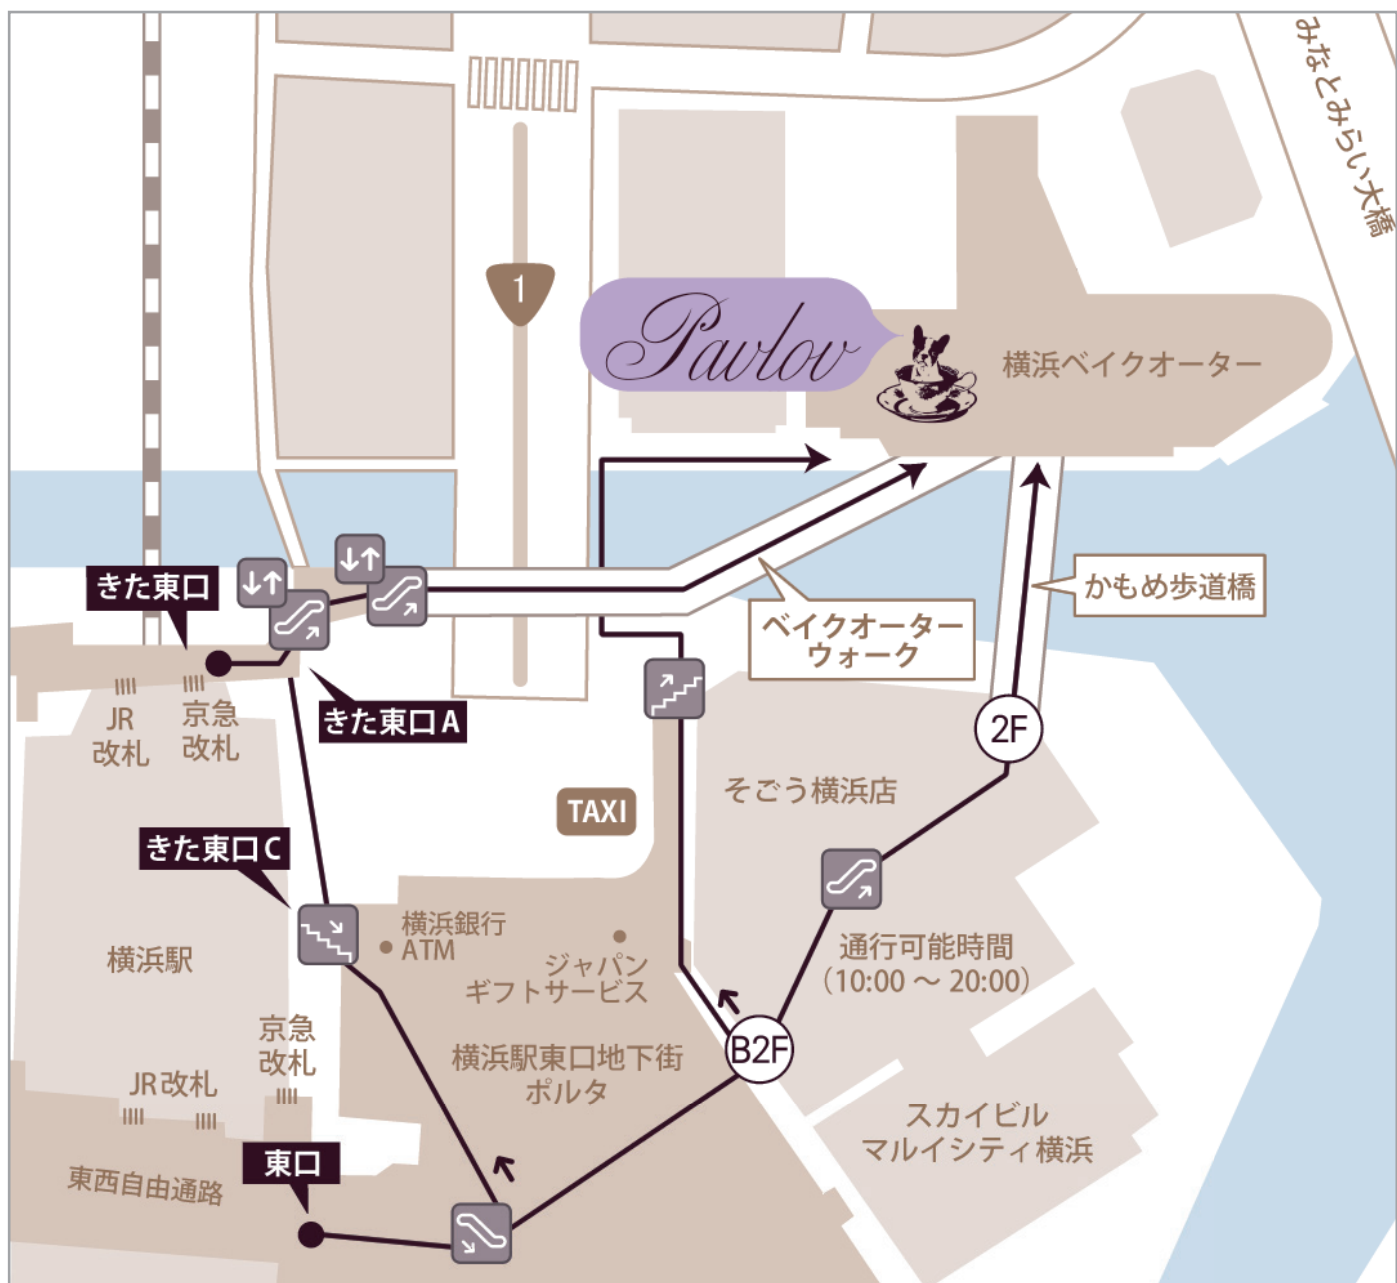 みなとみらい大橋
1
Pavlov
横浜ベイクオーター
きた東口
ベイクオーター
ウォーク
かもめ歩道橋
JR
改札
京急
改札
きた東口 A
2F
そごう横浜店
TAXI
きた東口 C
横浜銀行
ATM
ジャパン
ギフトサービス
通行可能時間
(10:00 ～ 20:00)
横浜駅
京急
改札
B2F
横浜駅東口地下街
ポルタ
JR改札
スカイビル
マルイシティ横浜
東口
東西自由通路